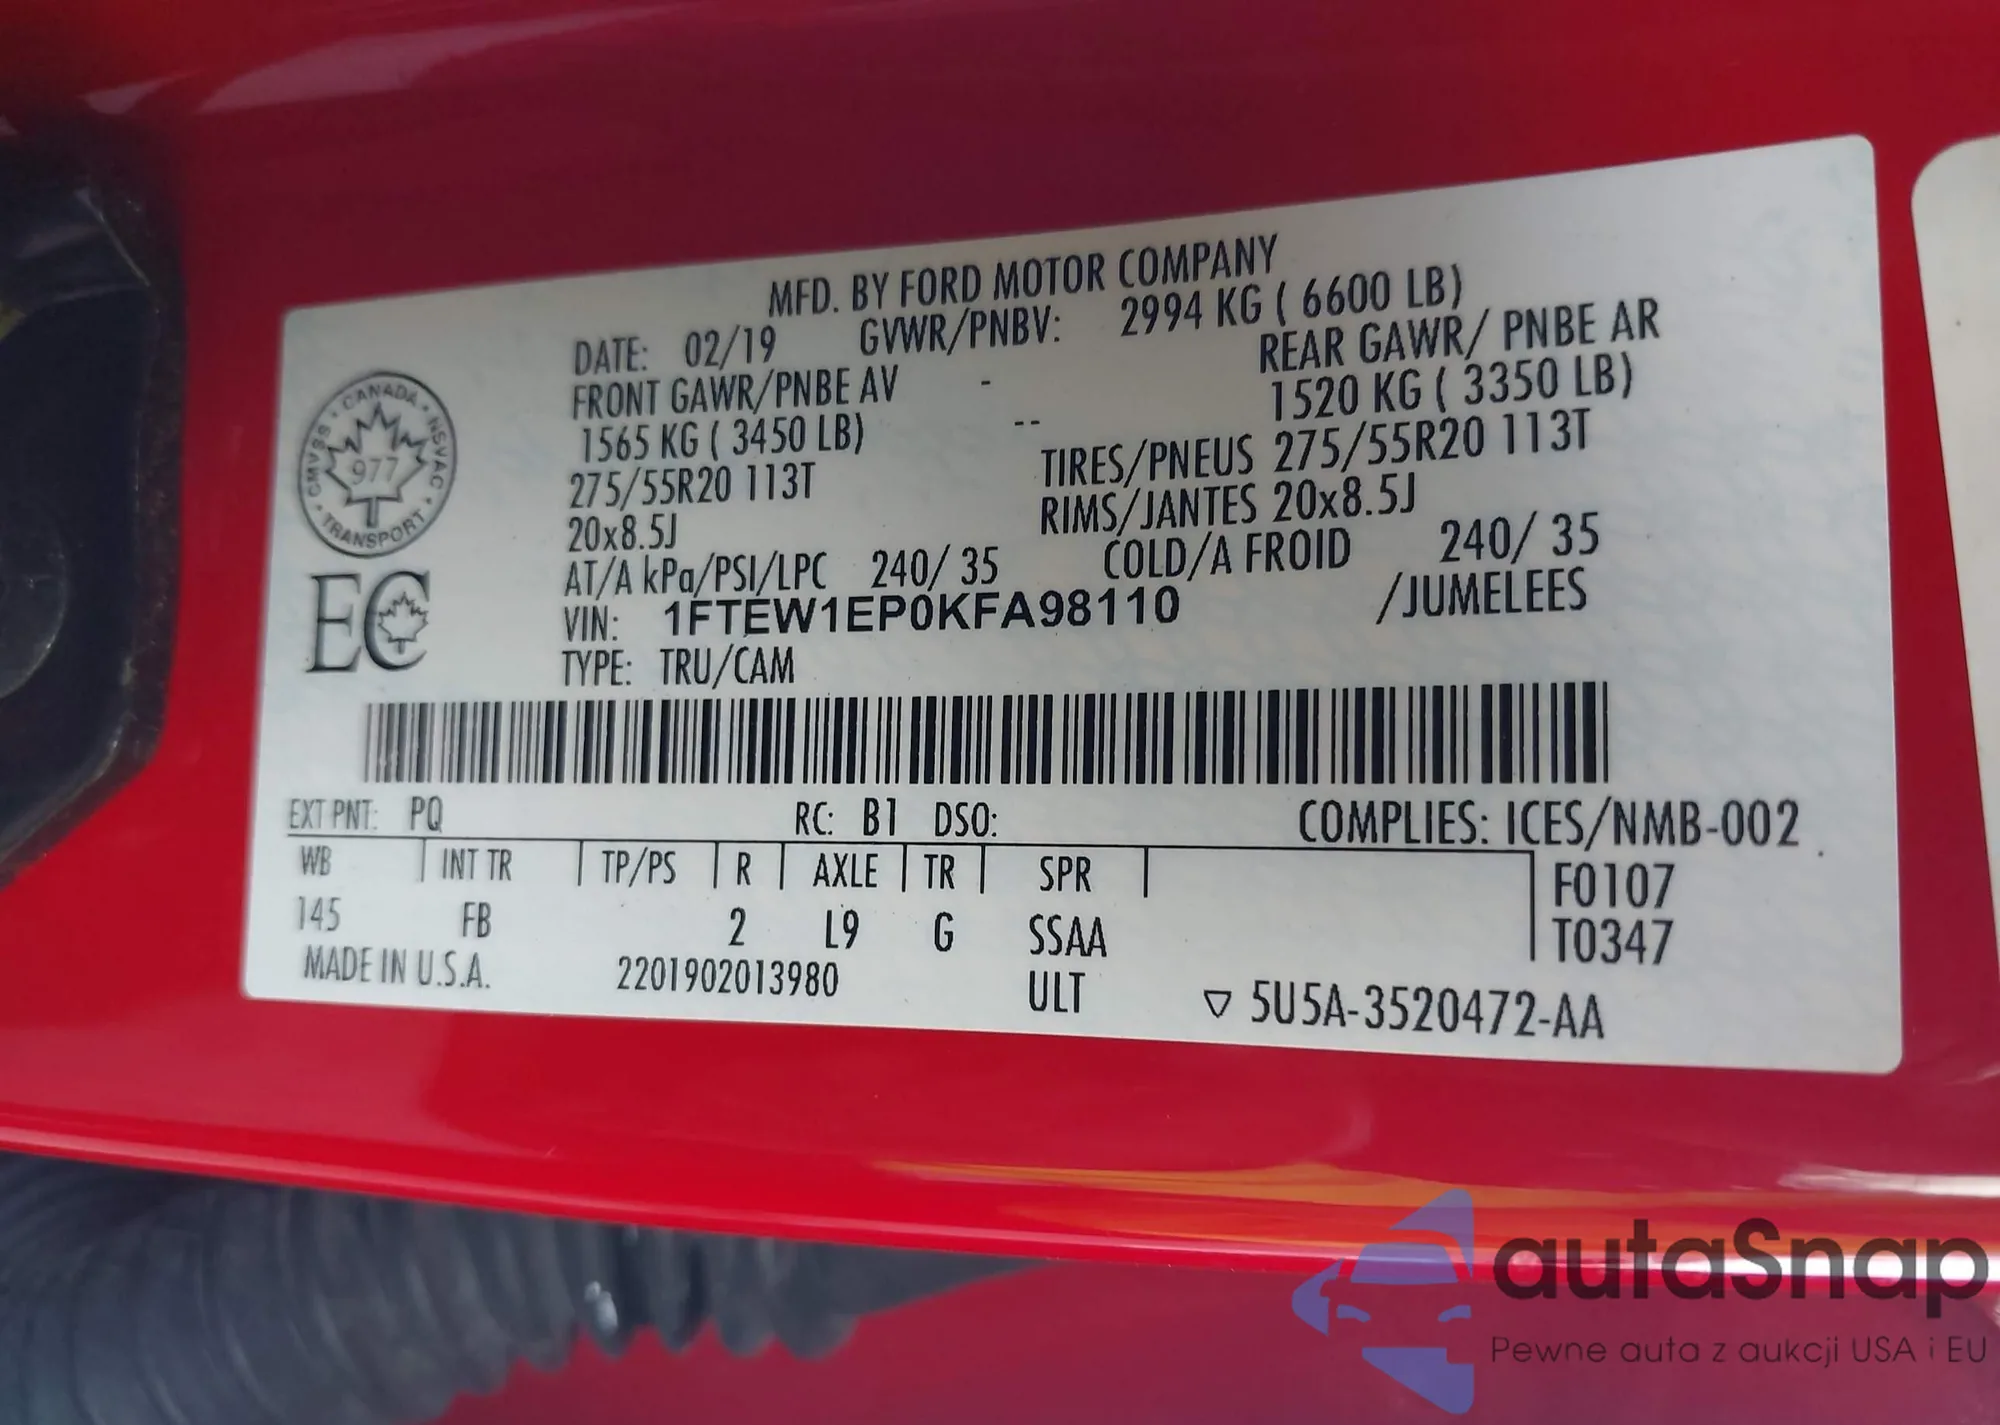 MFD. BY FORD MOTOR COMPANY
DATE: 02/19 GVWR/PNBV: 2994 KG ( 6600 LB)
FRONT GAWR/PNBE AV - REAR GAWR/ PNBE AR
1565 KG ( 3450 LB) -- 1520 KG ( 3350 LB)
275/55R20 113T TIRES/PNEUS 275/55R20 113T
20x8.5J RIMS/JANTES 20x8.5J
AT/A kPa/PSI/LPC 240/ 35 COLD/A FROID 240/ 35
VIN: 1FTEW1EP0KFA98110 /JUMELEES
TYPE: TRU/CAM
CANADA · NSVAC · TRANSPORT · CMVSS ·
977
EC
EXT PNT: PQ RC: B1 DSO: COMPLIES: ICES/NMB-002
WB | INT TR | TP/PS | R | AXLE | TR | SPR | F0107
145 FB 2 L9 G SSAA T0347
MADE IN U.S.A. 2201902013980 ULT ▽ 5U5A-3520472-AA
autaSnap
Pewne auta z aukcji USA i EU